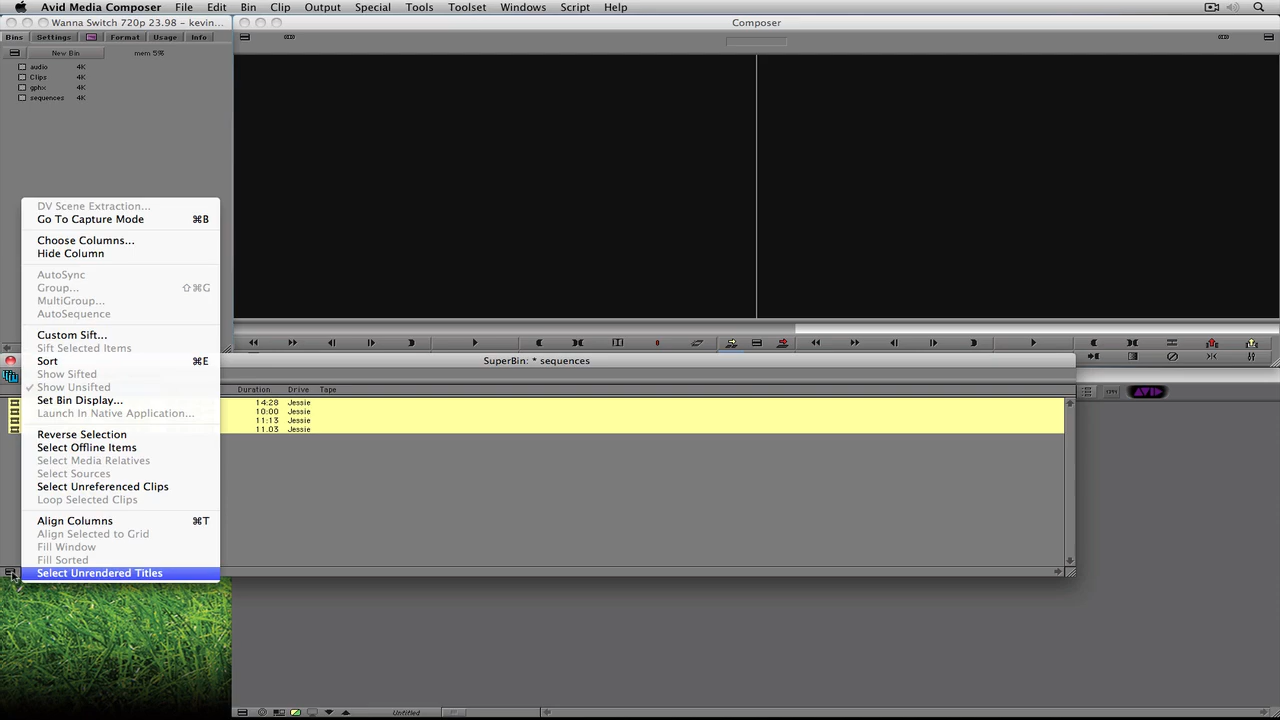 Avid Media Composer File Edit Bin Clip Output Special Tools Toolset Windows Script Help
Wanna Switch 720p 23.98 – kevin...
Composer
Bins Settings Format Usage Info
New Bin mem 5%
audio 4K
Clips 4K
gphx 4K
sequences 4K
DV Scene Extraction...
Go To Capture Mode ⌘B
Choose Columns...
Hide Column
AutoSync
Group... ⇧⌘G
MultiGroup...
AutoSequence
Custom Sift...
Sift Selected Items
Sort ⌘E
Show Sifted
✓ Show Unsifted
Set Bin Display...
Launch In Native Application...
Reverse Selection
Select Offline Items
Select Media Relatives
Select Sources
Select Unreferenced Clips
Loop Selected Clips
Align Columns ⌘T
Align Selected to Grid
Fill Window
Fill Sorted
Select Unrendered Titles
SuperBin: * sequences
Duration Drive Tape
14:28 Jessie
10:00 Jessie
11:13 Jessie
11:03 Jessie
AVID
Untitled